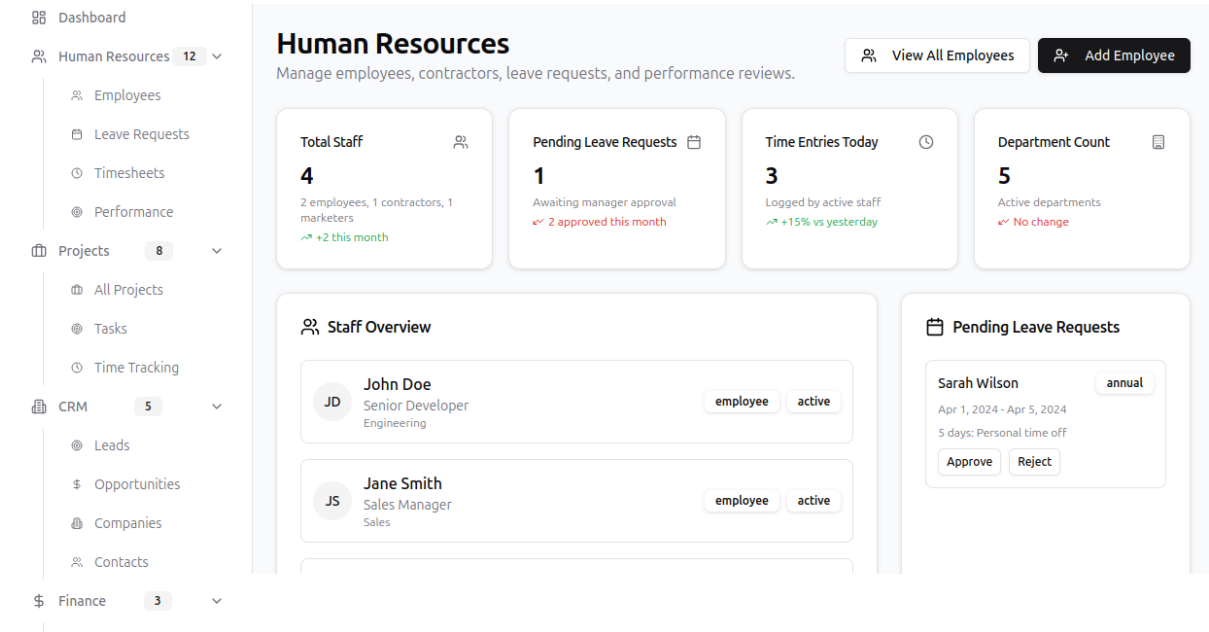 Dashboard
Human Resources 12
Employees
Leave Requests
Timesheets
Performance
Projects 8
All Projects
Tasks
Time Tracking
CRM 5
Leads
Opportunities
Companies
Contacts
Finance 3
Human Resources
Manage employees, contractors, leave requests, and performance reviews.
View All Employees
Add Employee
Total Staff
4
2 employees, 1 contractors, 1
marketers
+2 this month
Pending Leave Requests
1
Awaiting manager approval
2 approved this month
Time Entries Today
3
Logged by active staff
+15% vs yesterday
Department Count
5
Active departments
No change
Staff Overview
JD
John Doe
Senior Developer
Engineering
employee
active
JS
Jane Smith
Sales Manager
Sales
employee
active
Pending Leave Requests
Sarah Wilson
annual
Apr 1, 2024 - Apr 5, 2024
5 days: Personal time off
Approve
Reject